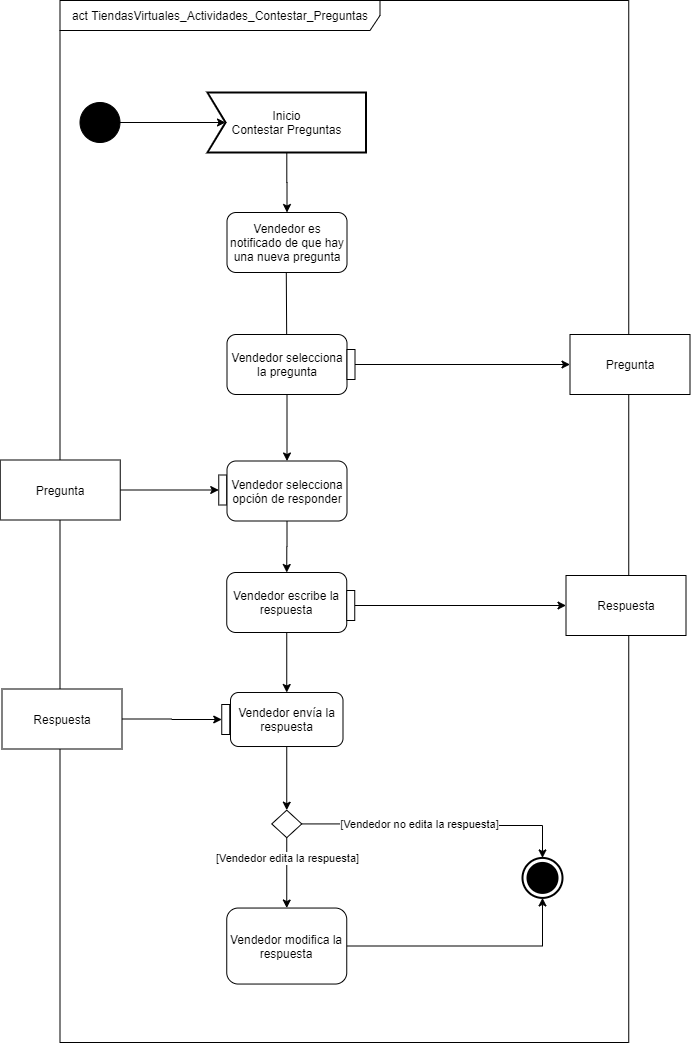 act TiendasVirtuales_Actividades_Contestar_Preguntas
Inicio
Contestar Preguntas
Vendedor es
notificado de que hay
una nueva pregunta
Vendedor selecciona
la pregunta
Pregunta
Pregunta
Vendedor selecciona
opción de responder
Vendedor escribe la
respuesta
Respuesta
Respuesta
Vendedor envía la
respuesta
[Vendedor no edita la respuesta]
[Vendedor edita la respuesta]
Vendedor modifica la
respuesta